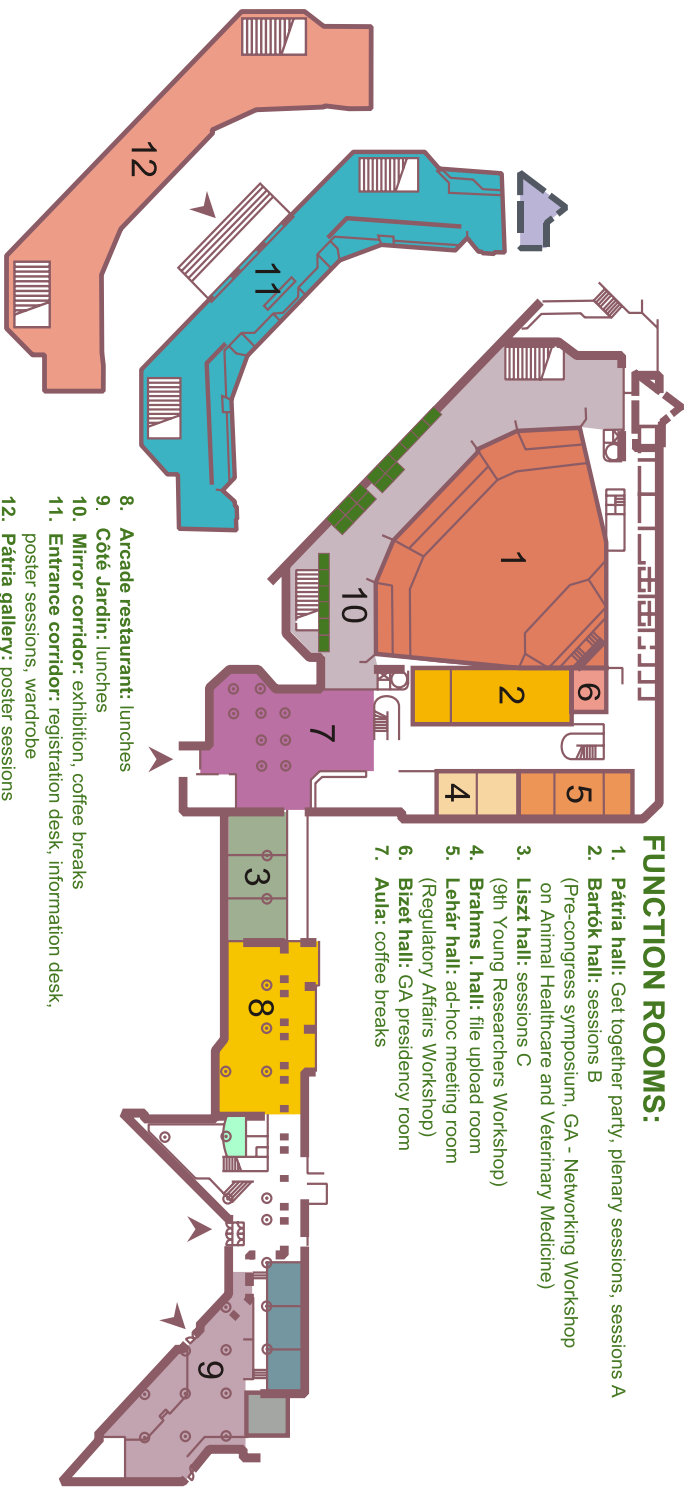 FUNCTION ROOMS:
1. Pátria hall: Get together party, plenary sessions, sessions A
2. Bartók hall: sessions B
(Pre-congress symposium, GA - Networking Workshop
on Animal Healthcare and Veterinary Medicine)
3. Liszt hall: sessions C
(9th Young Researchers Workshop)
4. Brahms I. hall: file upload room
5. Lehár hall: ad-hoc meeting room
(Regulatory Affairs Workshop)
6. Bizet hall: GA presidency room
7. Aula: coffee breaks
8. Arcade restaurant: lunches
9. Côté Jardin: lunches
10. Mirror corridor: exhibition, coffee breaks
11. Entrance corridor: registration desk, information desk,
poster sessions, wardrobe
12. Pátria gallery: poster sessions
12
11
10
1
2
6
4
5
7
3
8
9